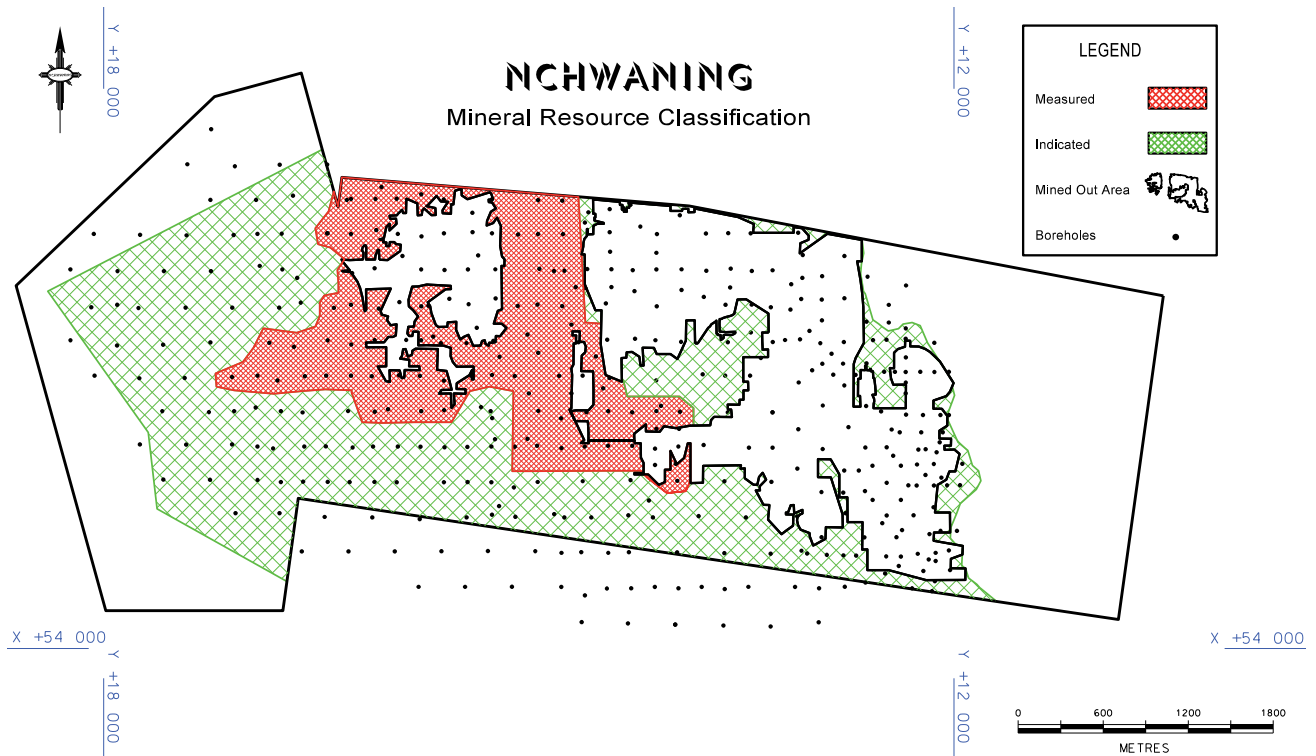 Y +18 000
Y +12 000
NCHWANING
Mineral Resource Classification
LEGEND
Measured
Indicated
Mined Out Area
Boreholes
X +54 000
X +54 000
Y +18 000
Y +12 000
0 600 1200 1800
METRES